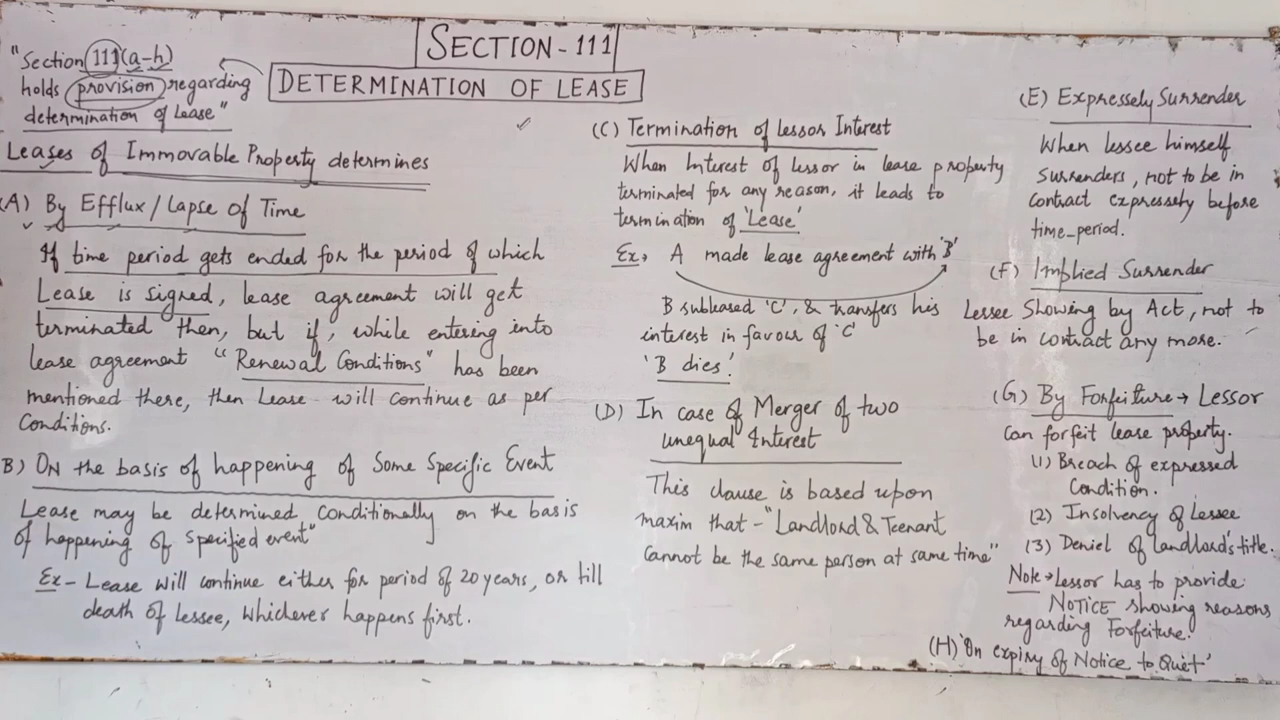 SECTION-111
DETERMINATION OF LEASE
"Section 111(a-h)
holds provision regarding
determination of Lease"
Leases of Immovable Property determines
(A) By Efflux/Lapse of Time
If time period gets ended for the period of which
Lease is signed, lease agreement will get
terminated then, but if, while entering into
lease agreement "Renewal Conditions" has been
mentioned there, then Lease will continue as per
Conditions.
B) ON the basis of happening of Some Specific Event
Lease may be determined Conditionally on the basis
of happening of specified event"
Ex- Lease will continue either for period of 20 years, or till
death of lessee, whichever happens first.
(C) Termination of lessor Interest
When Interest of lessor in lease property
terminated for any reason, it leads to
termination of 'Lease'
Ex→ A made lease agreement with 'B'
B subleased 'C', & transfers his
interest in favour of 'C'
'B dies'.
(D) In case of Merger of two
unequal Interest
This clause is based upon
maxim that - "Landlord & Teenant
Cannot be the same person at same time"
(E) Expressely Surrender
When lessee himself
Surrenders, not to be in
contract expressely before
time-period.
(F) Implied Surrender
Lessee Showing by Act, not to
be in contract any more.
(G) By Forfeiture → Lessor
Can forfeit lease property.
(1) Breach of expressed
Condition.
(2) Insolvency of Lessee
(3) Deniel of landlord's title.
Note → Lessor has to provide
NOTICE showing reasons
regarding Forfeiture.
(H) 'On expiry of Notice to Quit'